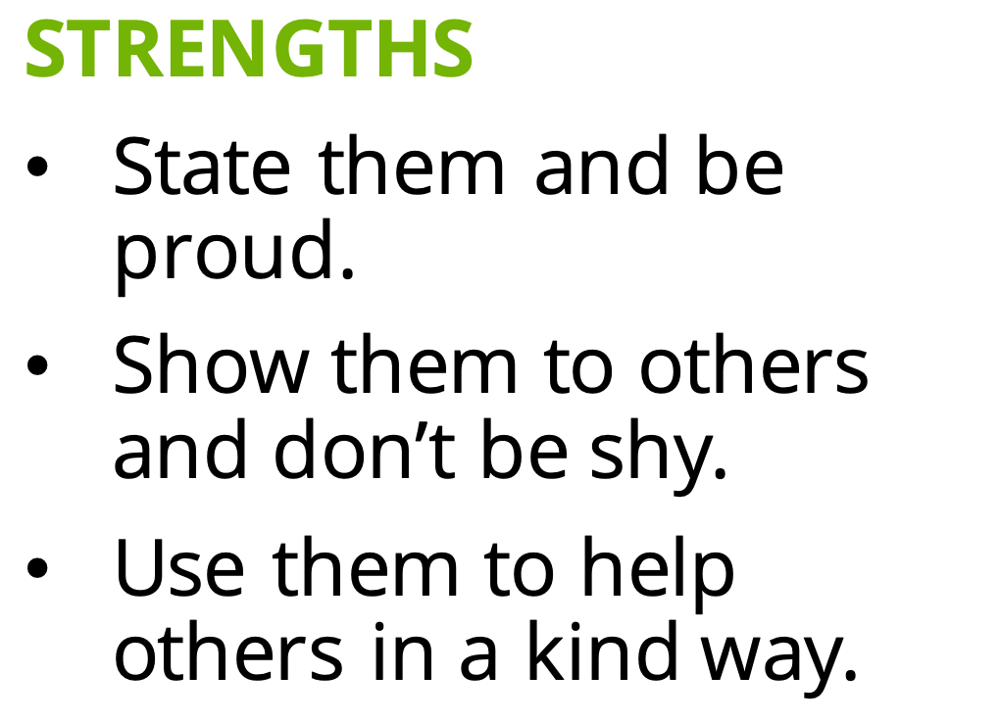 STRENGTHS
• State them and be
proud.
• Show them to others
and don’t be shy.
• Use them to help
others in a kind way.